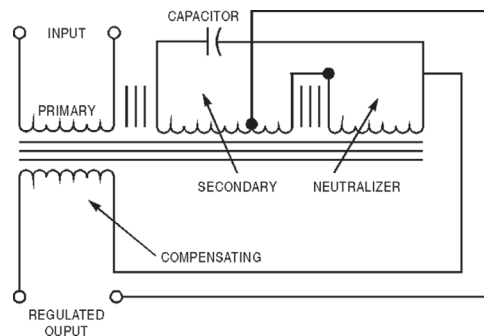 CAPACITOR
INPUT
PRIMARY
SECONDARY
NEUTRALIZER
COMPENSATING
REGULATED
OUPUT